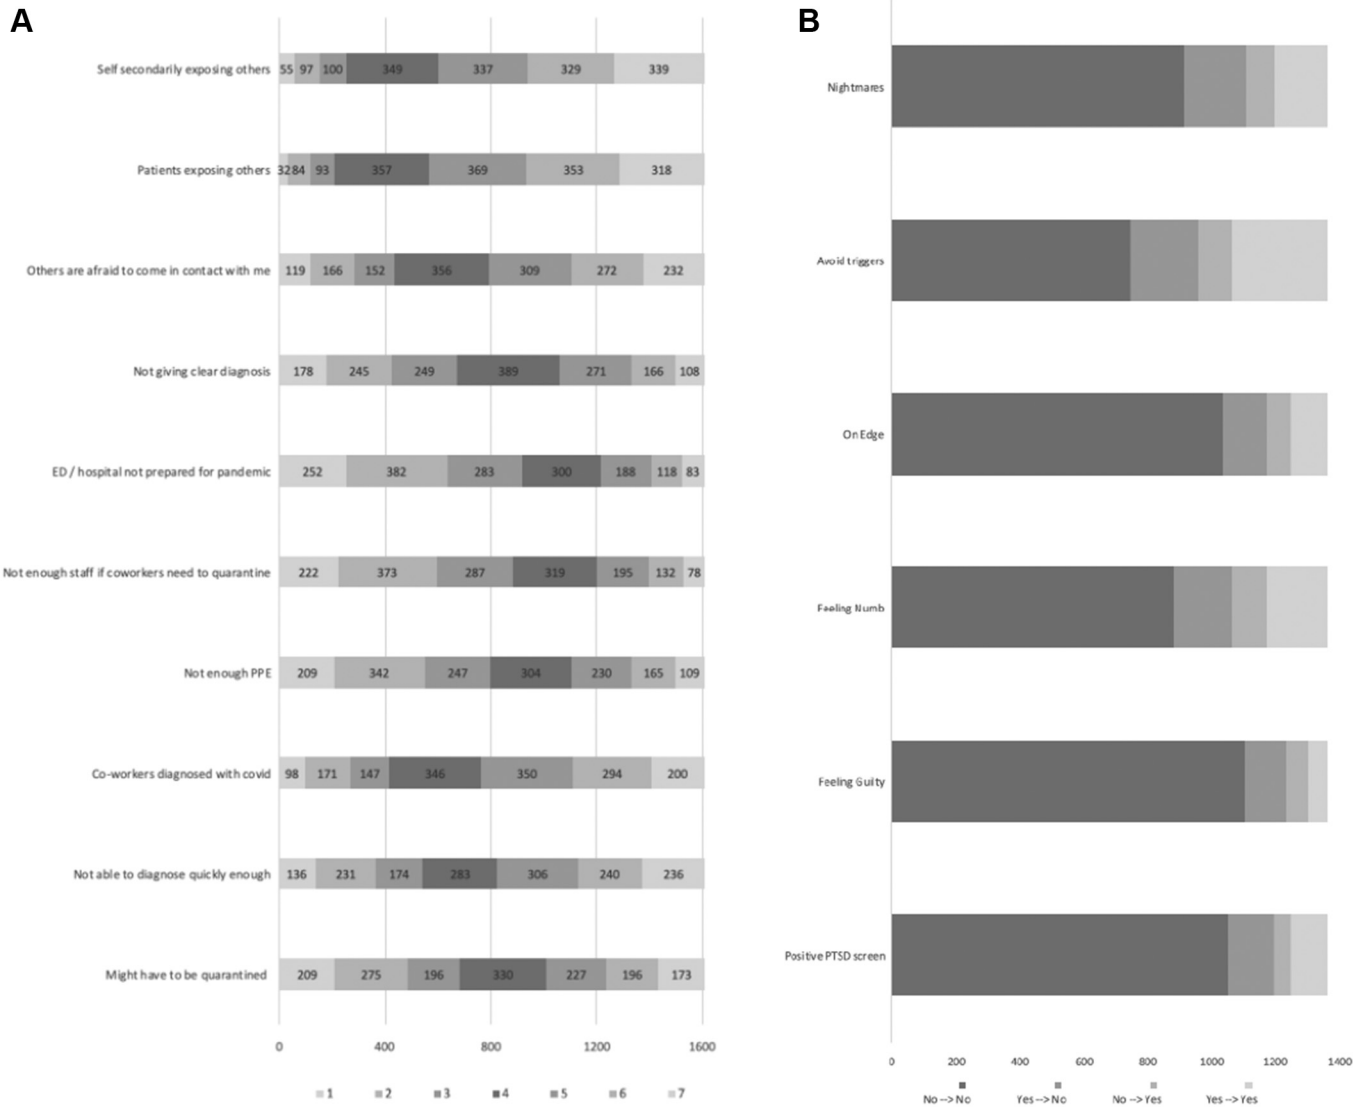 A
Self secondarily exposing others 55 97 100 349 337 329 339
Patients exposing others 32 84 93 357 369 353 318
Others are afraid to come in contact with me 119 166 152 356 309 272 232
Not giving clear diagnosis 178 245 249 389 271 166 108
ED / hospital not prepared for pandemic 252 382 283 300 188 118 83
Not enough staff if coworkers need to quarantine 222 373 287 319 195 132 78
Not enough PPE 209 342 247 304 230 165 109
Co-workers diagnosed with covid 98 171 147 346 350 294 200
Not able to diagnose quickly enough 136 231 174 283 306 240 236
Might have to be quarantined 209 275 196 330 227 196 173
0 400 800 1200 1600
1 2 3 4 5 6 7
B
Nightmares
Avoid triggers
On Edge
Feeling Numb
Feeling Guilty
Positive PTSD screen
0 200 400 600 800 1000 1200 1400
No --> No Yes --> No No --> Yes Yes --> Yes